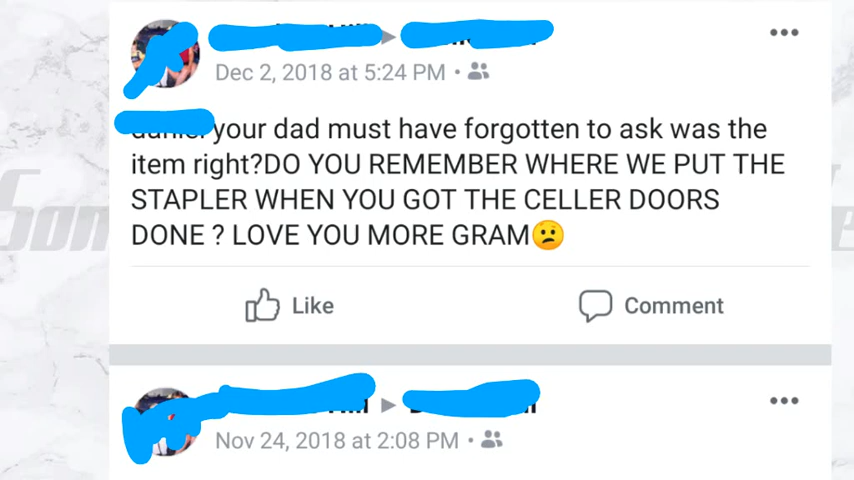 Dec 2, 2018 at 5:24 PM
your dad must have forgotten to ask was the
item right?DO YOU REMEMBER WHERE WE PUT THE
STAPLER WHEN YOU GOT THE CELLER DOORS
DONE ? LOVE YOU MORE GRAM😕
Like
Comment
Nov 24, 2018 at 2:08 PM